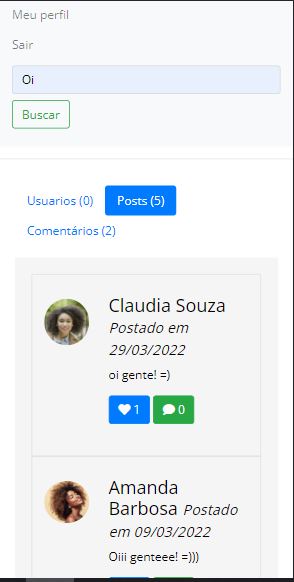 Meu perfil
Sair
Oi
Buscar
Usuarios (0) Posts (5)
Comentários (2)
Claudia Souza
Postado em
29/03/2022
oi gente! =)
1 0
Amanda
Barbosa Postado
em 09/03/2022
Oiii genteee! =)))